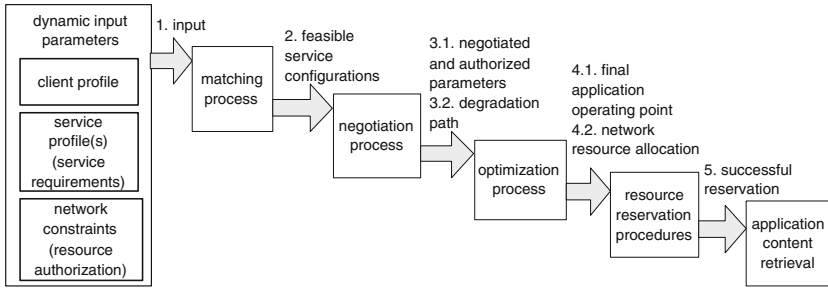 dynamic input
parameters
client profile
service
profile(s)
(service
requirements)
network
constraints
(resource
authorization)
1. input
matching
process
2. feasible
service
configurations
negotiation
process
3.1. negotiated
and authorized
parameters
3.2. degradation
path
optimization
process
4.1. final
application
operating point
4.2. network
resource allocation
resource
reservation
procedures
5. successful
reservation
application
content
retrieval